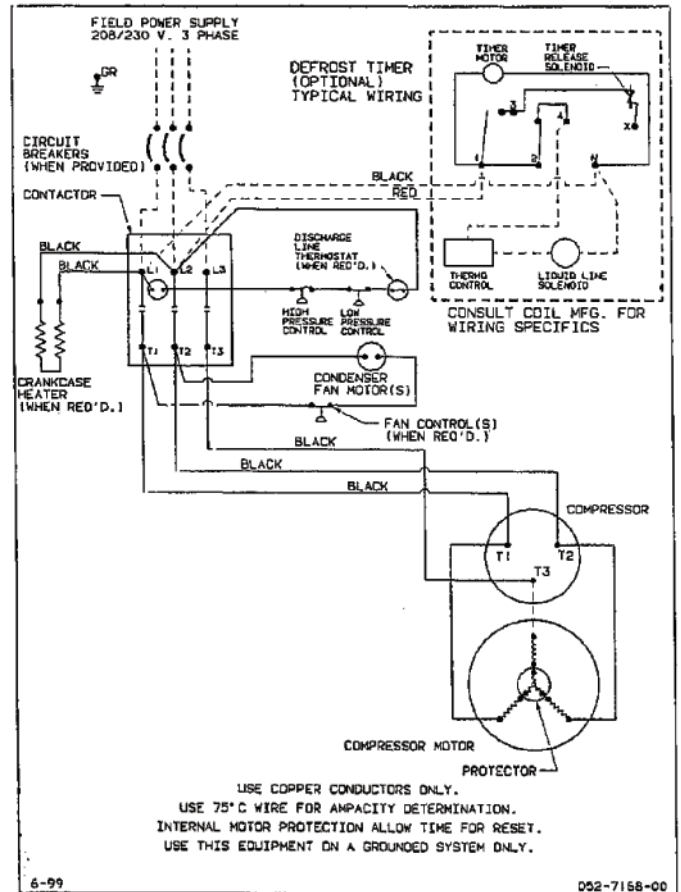 FIELD POWER SUPPLY
208/230 V. 3 PHASE
GR
DEFROST TIMER
(OPTIONAL)
TYPICAL WIRING
TIMER
MOTOR
TIMER
RELEASE
SOLENOID
3
4
X
1
2
N
CIRCUIT
BREAKERS
(WHEN PROVIDED)
BLACK
RED
CONTACTOR
BLACK
BLACK
L1
L2
L3
DISCHARGE
LINE
THERMOSTAT
(WHEN REQ'D.)
THERMO
CONTROL
LIQUID LINE
SOLENOID
HIGH
PRESSURE
CONTROL
LOW
PRESSURE
CONTROL
CONSULT COIL MFG. FOR
WIRING SPECIFICS
T1
T2
T3
CRANKCASE
HEATER
(WHEN REQ'D.)
CONDENSER
FAN MOTOR(S)
FAN CONTROL(S)
(WHEN REQ'D.)
BLACK
BLACK
BLACK
COMPRESSOR
T1
T2
T3
COMPRESSOR MOTOR
PROTECTOR
USE COPPER CONDUCTORS ONLY.
USE 75°C WIRE FOR AMPACITY DETERMINATION.
INTERNAL MOTOR PROTECTION ALLOW TIME FOR RESET.
USE THIS EQUIPMENT ON A GROUNDED SYSTEM ONLY.
6-99
D52-7168-00